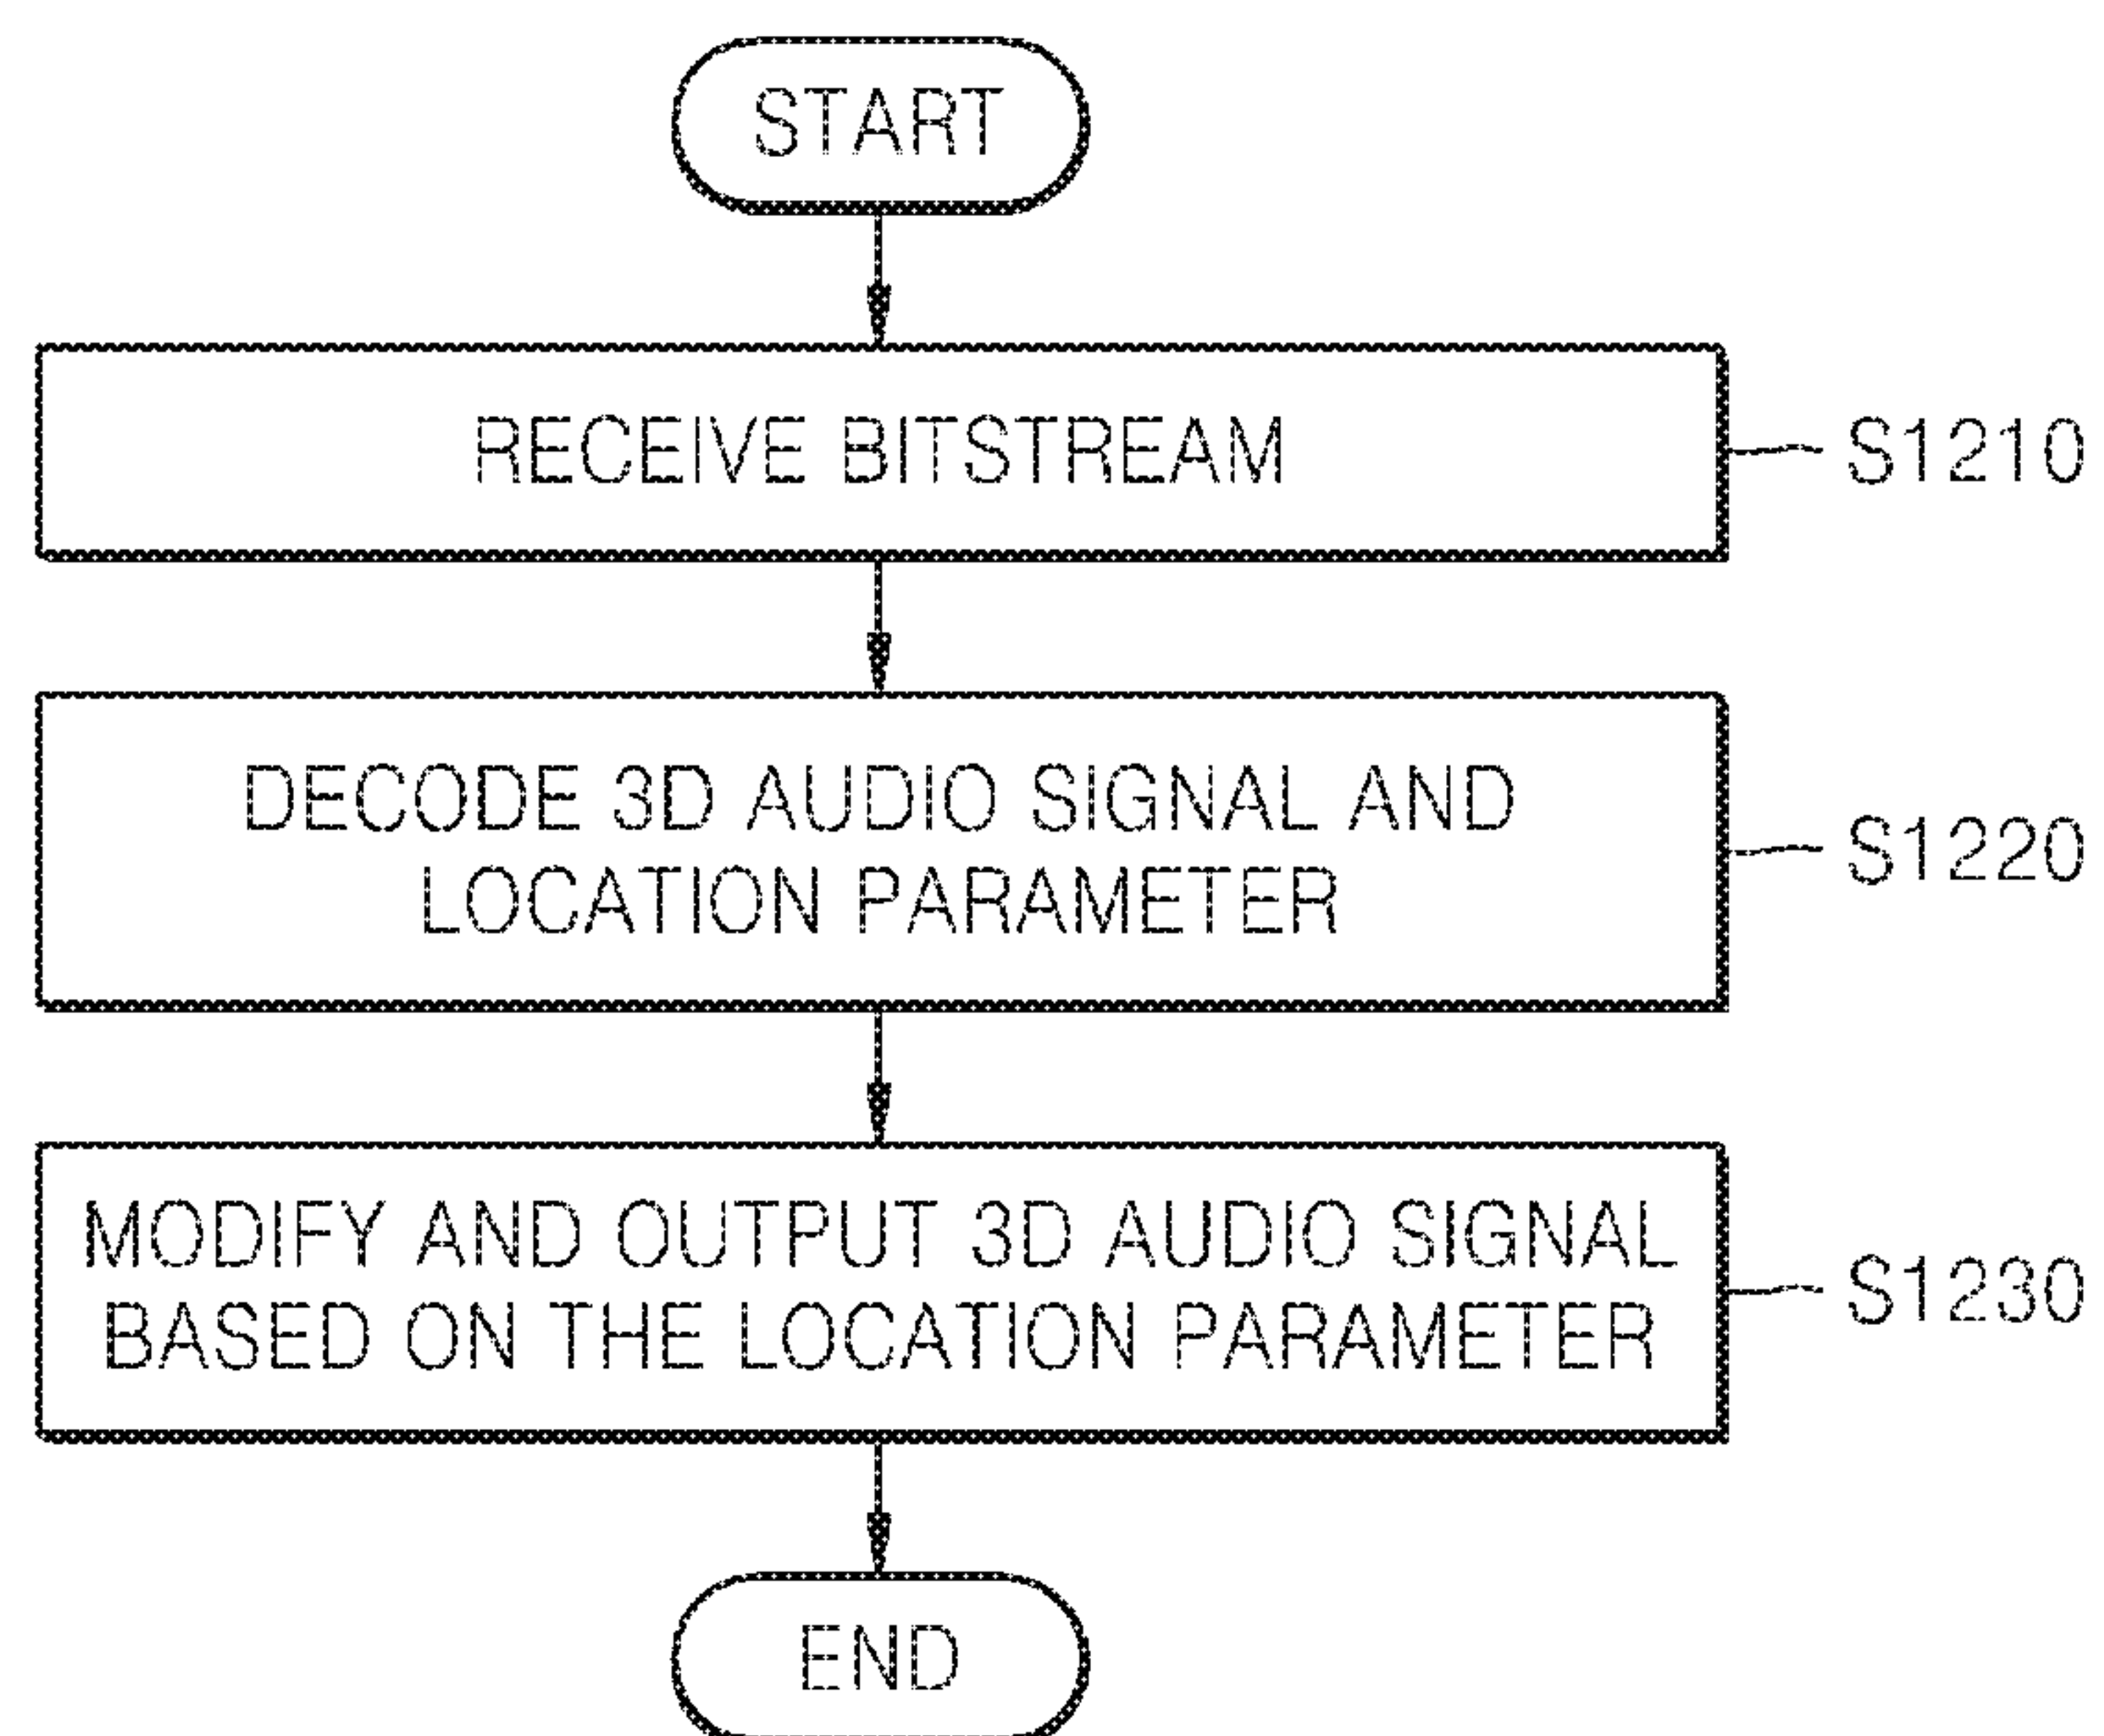 START
RECEIVE BITSTREAM
S1210
DECODE 3D AUDIO SIGNAL AND
LOCATION PARAMETER
S1220
MODIFY AND OUTPUT 3D AUDIO SIGNAL
BASED ON THE LOCATION PARAMETER
S1230
END